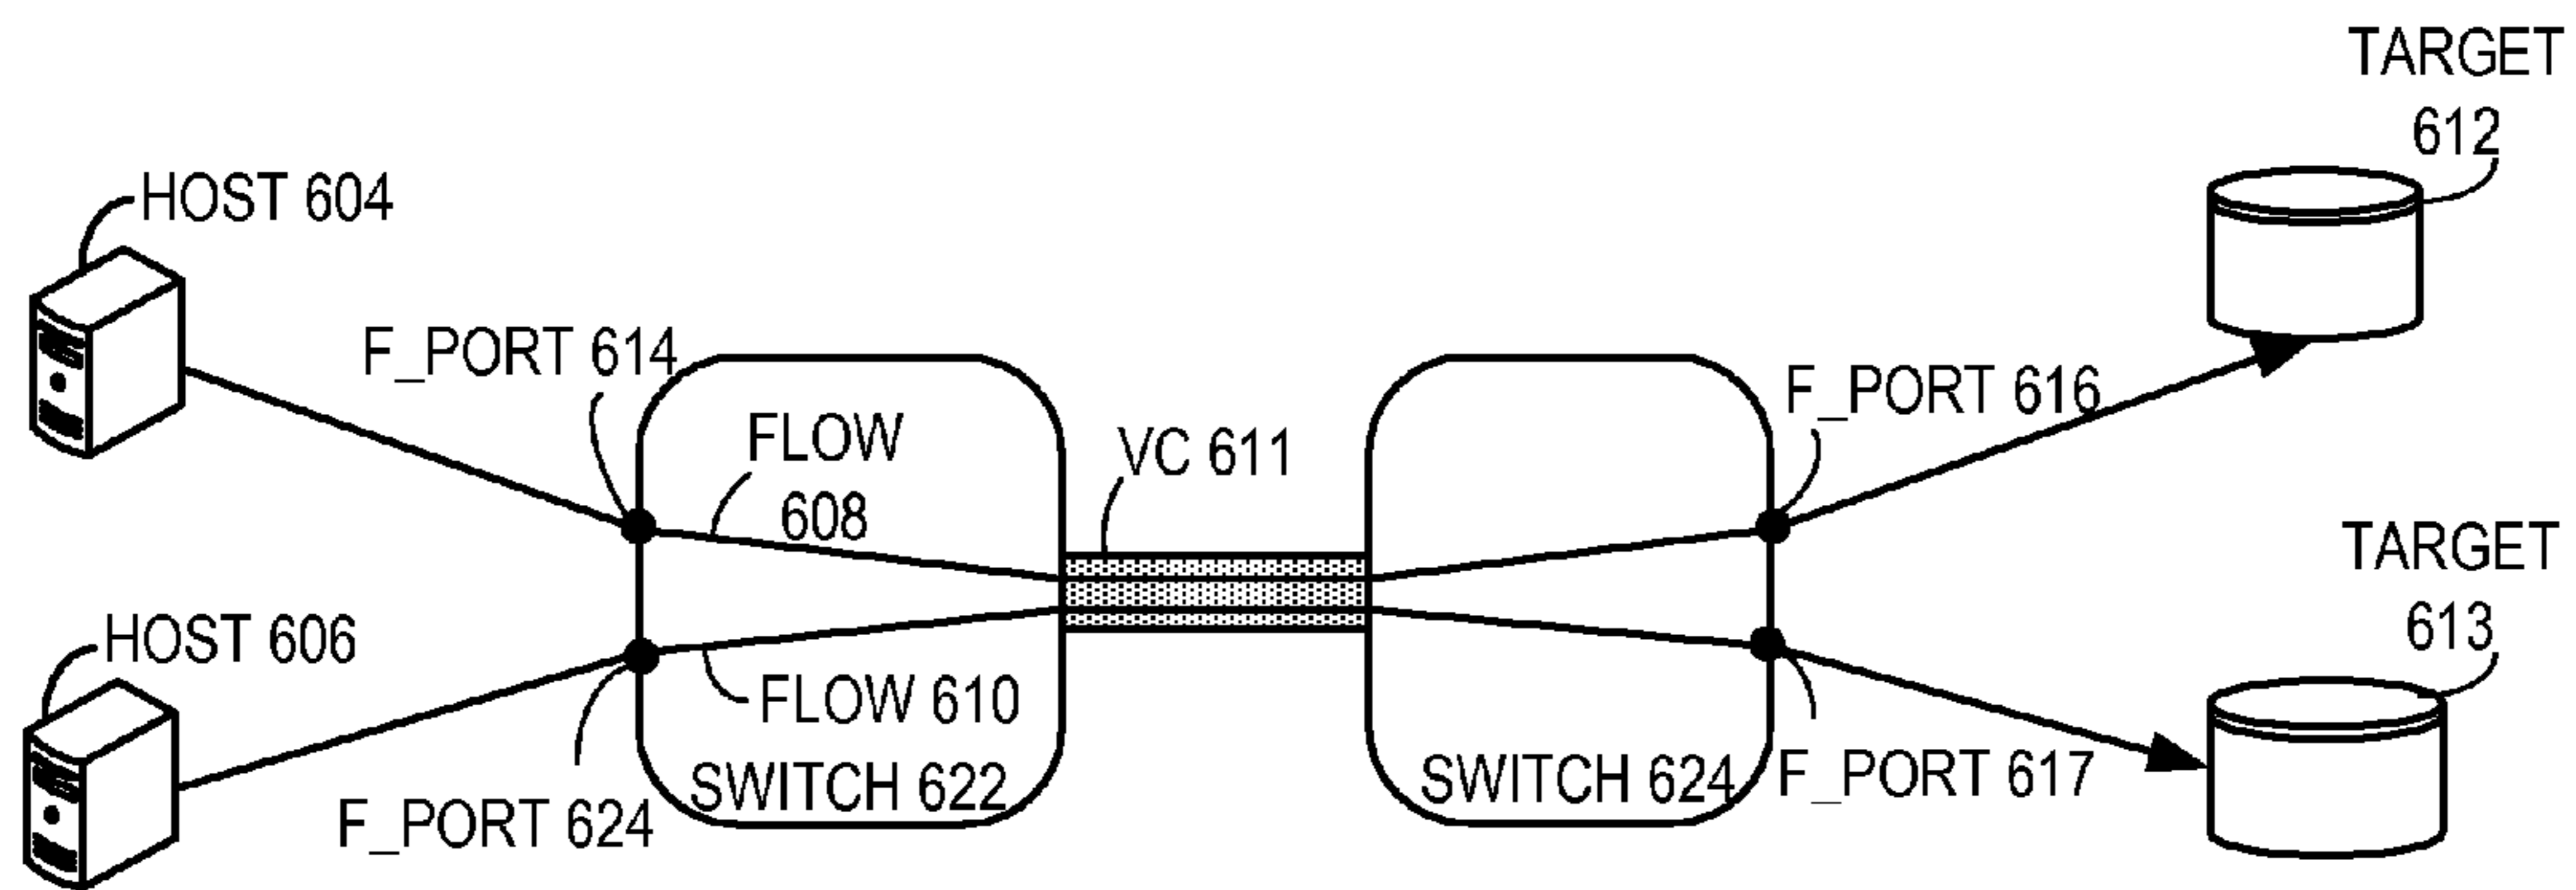 TARGET
612
HOST 604
F_PORT 614
F_PORT 616
FLOW
608
VC 611
TARGET
613
HOST 606
FLOW 610
SWITCH 622
SWITCH 624
F_PORT 617
F_PORT 624